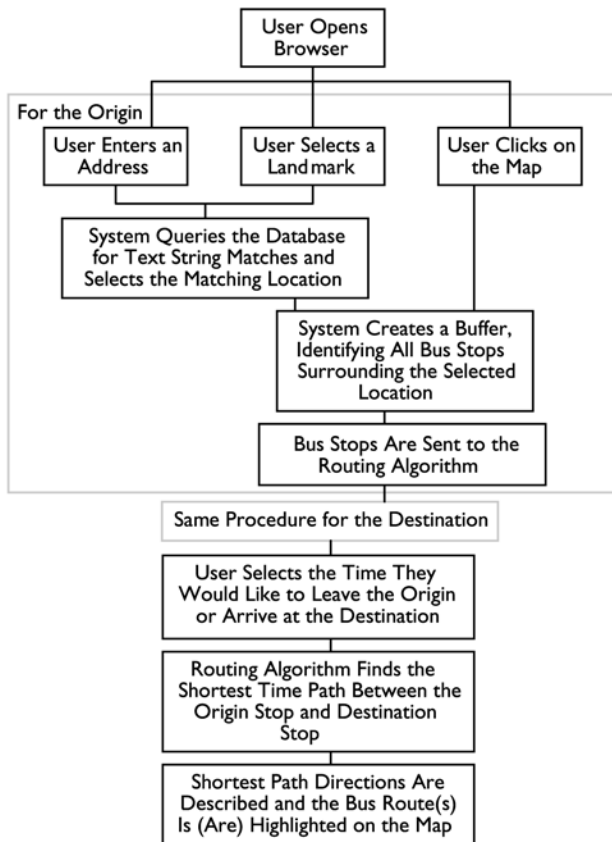 User Opens
Browser
For the Origin
User Enters an
Address
User Selects a
Landmark
User Clicks on
the Map
System Queries the Database
for Text String Matches and
Selects the Matching Location
System Creates a Buffer,
Identifying All Bus Stops
Surrounding the Selected
Location
Bus Stops Are Sent to the
Routing Algorithm
Same Procedure for the Destination
User Selects the Time They
Would Like to Leave the Origin
or Arrive at the Destination
Routing Algorithm Finds the
Shortest Time Path Between the
Origin Stop and Destination
Stop
Shortest Path Directions Are
Described and the Bus Route(s)
Is (Are) Highlighted on the Map